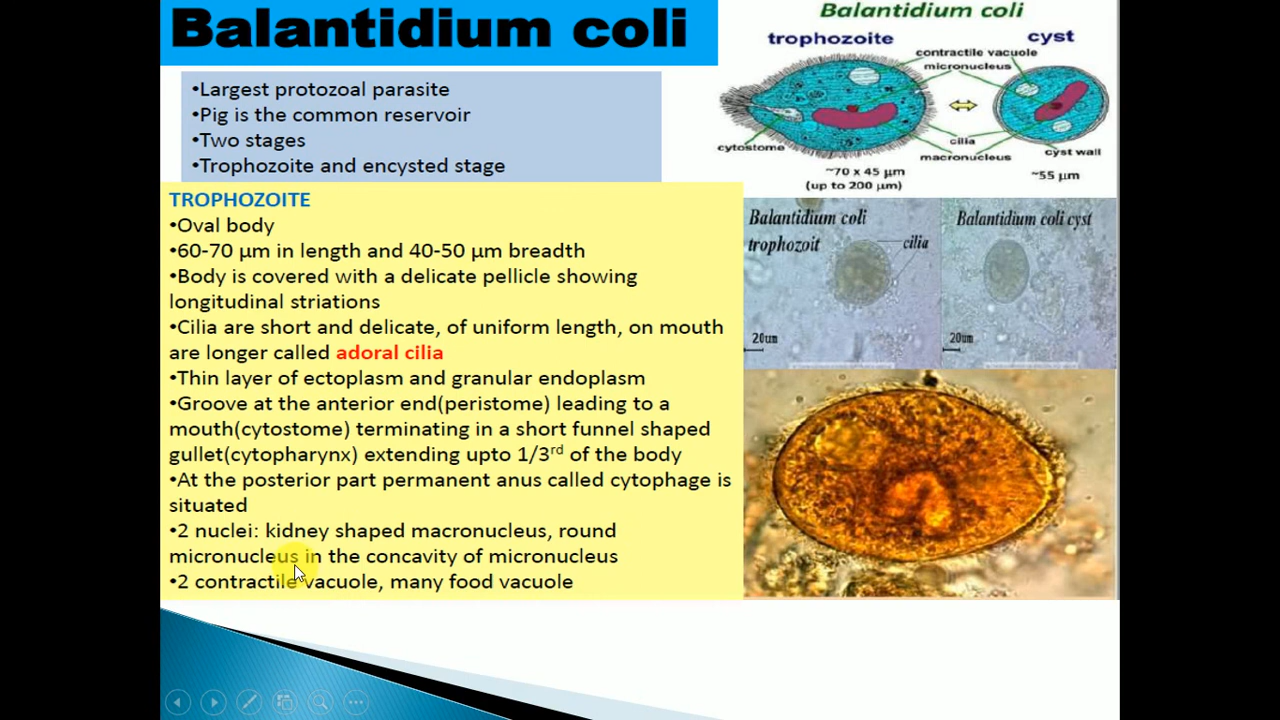 Balantidium coli
•Largest protozoal parasite
•Pig is the common reservoir
•Two stages
•Trophozoite and encysted stage
TROPHOZOITE
•Oval body
•60-70 µm in length and 40-50 µm breadth
•Body is covered with a delicate pellicle showing
longitudinal striations
•Cilia are short and delicate, of uniform length, on mouth
are longer called adoral cilia
•Thin layer of ectoplasm and granular endoplasm
•Groove at the anterior end(peristome) leading to a
mouth(cytostome) terminating in a short funnel shaped
gullet(cytopharynx) extending upto 1/3rd of the body
•At the posterior part permanent anus called cytophage is
situated
•2 nuclei: kidney shaped macronucleus, round
micronucleus in the concavity of micronucleus
•2 contractile vacuole, many food vacuole
Balantidium coli
trophozoite
cyst
contractile vacuole
micronucleus
cytostome
cilia
macronucleus
cyst wall
~70 x 45 µm
(up to 200 µm)
~55 µm
Balantidium coli
trophozoit
cilia
20um
Balantidium coli cyst
20um